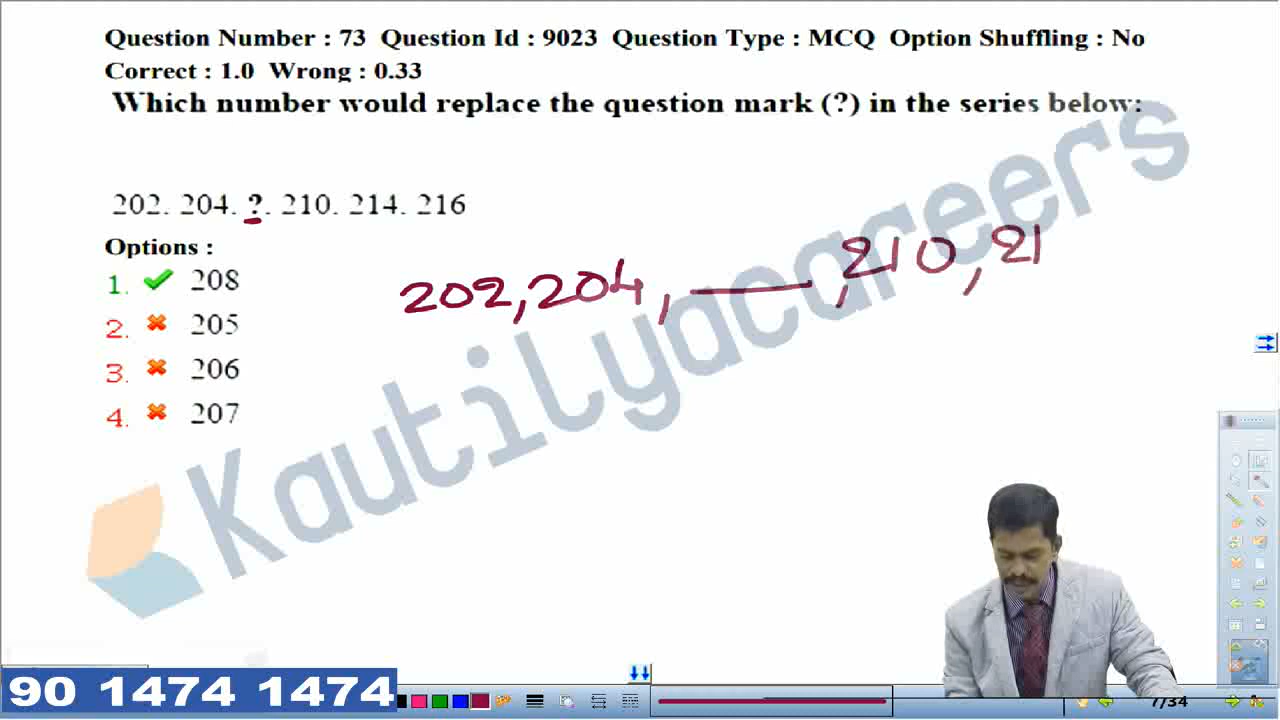 Question Number : 73 Question Id : 9023 Question Type : MCQ Option Shuffling : No
Correct : 1.0 Wrong : 0.33
Which number would replace the question mark (?) in the series below:
202. 204. ?. 210. 214. 216
Options :
1. 208
2. 205
3. 206
4. 207
202,204, ,210,21
Kautilyacareers
90 1474 1474
7/34